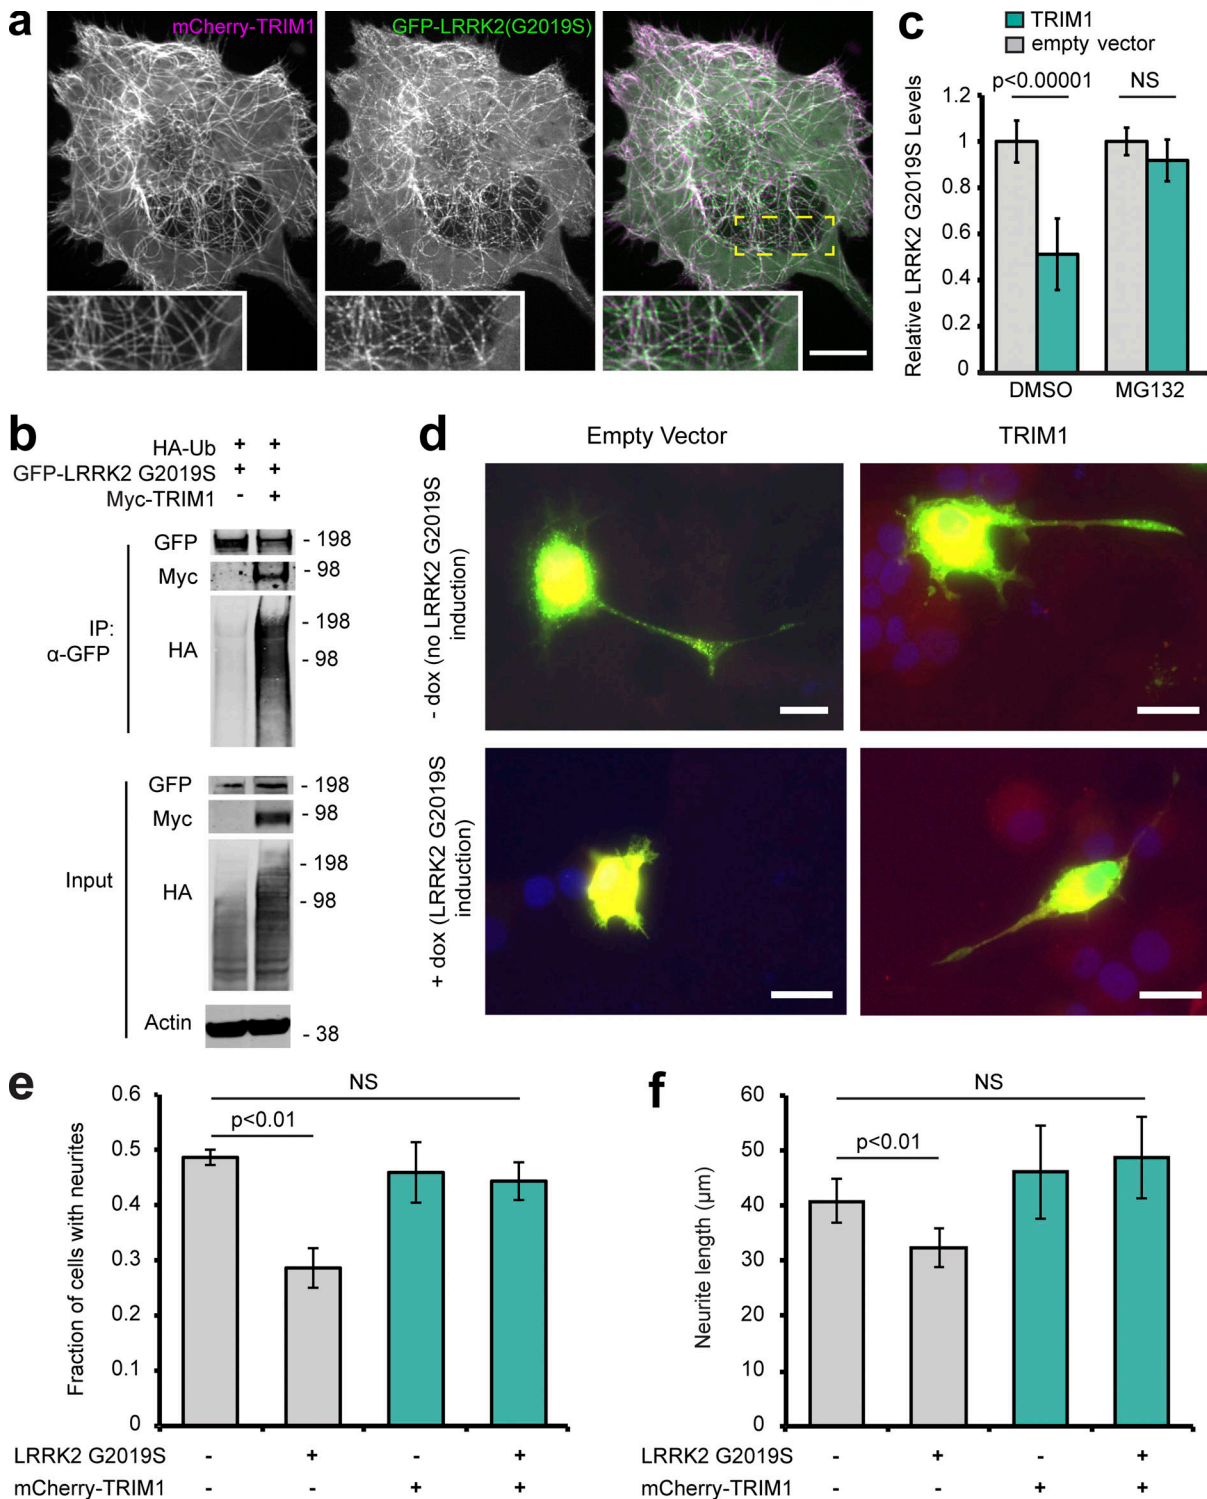 a
mCherry-TRIM1
GFP-LRRK2(G2019S)
c
TRIM1
empty vector
p<0.00001
NS
Relative LRRK2 G2019S Levels
1.2
1
0.8
0.6
0.4
0.2
0
DMSO
MG132
b
HA-Ub + +
GFP-LRRK2 G2019S + +
Myc-TRIM1 - +
IP:
α-GFP
GFP - 198
Myc - 98
HA
- 198
- 98
Input
GFP - 198
Myc - 98
HA
- 198
- 98
Actin - 38
d
Empty Vector
TRIM1
- dox (no LRRK2 G2019S
induction)
+ dox (LRRK2 G2019S
induction)
e
NS
p<0.01
Fraction of cells with neurites
0.6
0.5
0.4
0.3
0.2
0.1
0
LRRK2 G2019S - + - +
mCherry-TRIM1 - - + +
f
NS
p<0.01
Neurite length (µm)
60
50
40
30
20
10
0
LRRK2 G2019S - + - +
mCherry-TRIM1 - - + +